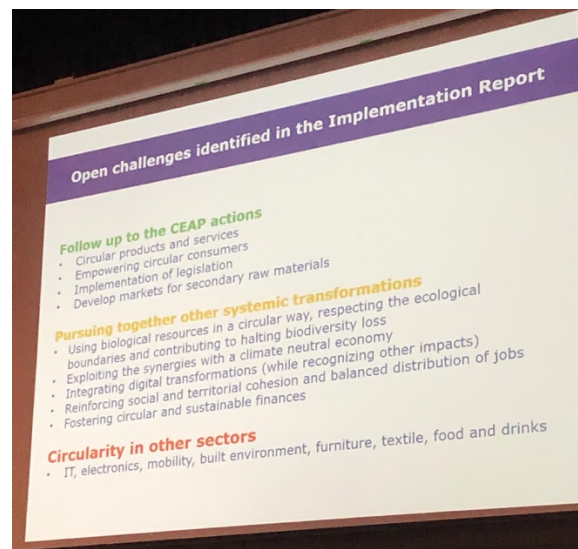 Open challenges identified in the Implementation Report
Follow up to the CEAP actions
• Circular products and services
• Empowering circular consumers
• Implementation of legislation
• Develop markets for secondary raw materials
Pursuing together other systemic transformations
• Using biological resources in a circular way, respecting the ecological
boundaries and contributing to halting biodiversity loss
• Exploiting the synergies with a climate neutral economy
• Integrating digital transformations (while recognizing other impacts)
• Reinforcing social and territorial cohesion and balanced distribution of jobs
• Fostering circular and sustainable finances
Circularity in other sectors
• IT, electronics, mobility, built environment, furniture, textile, food and drinks